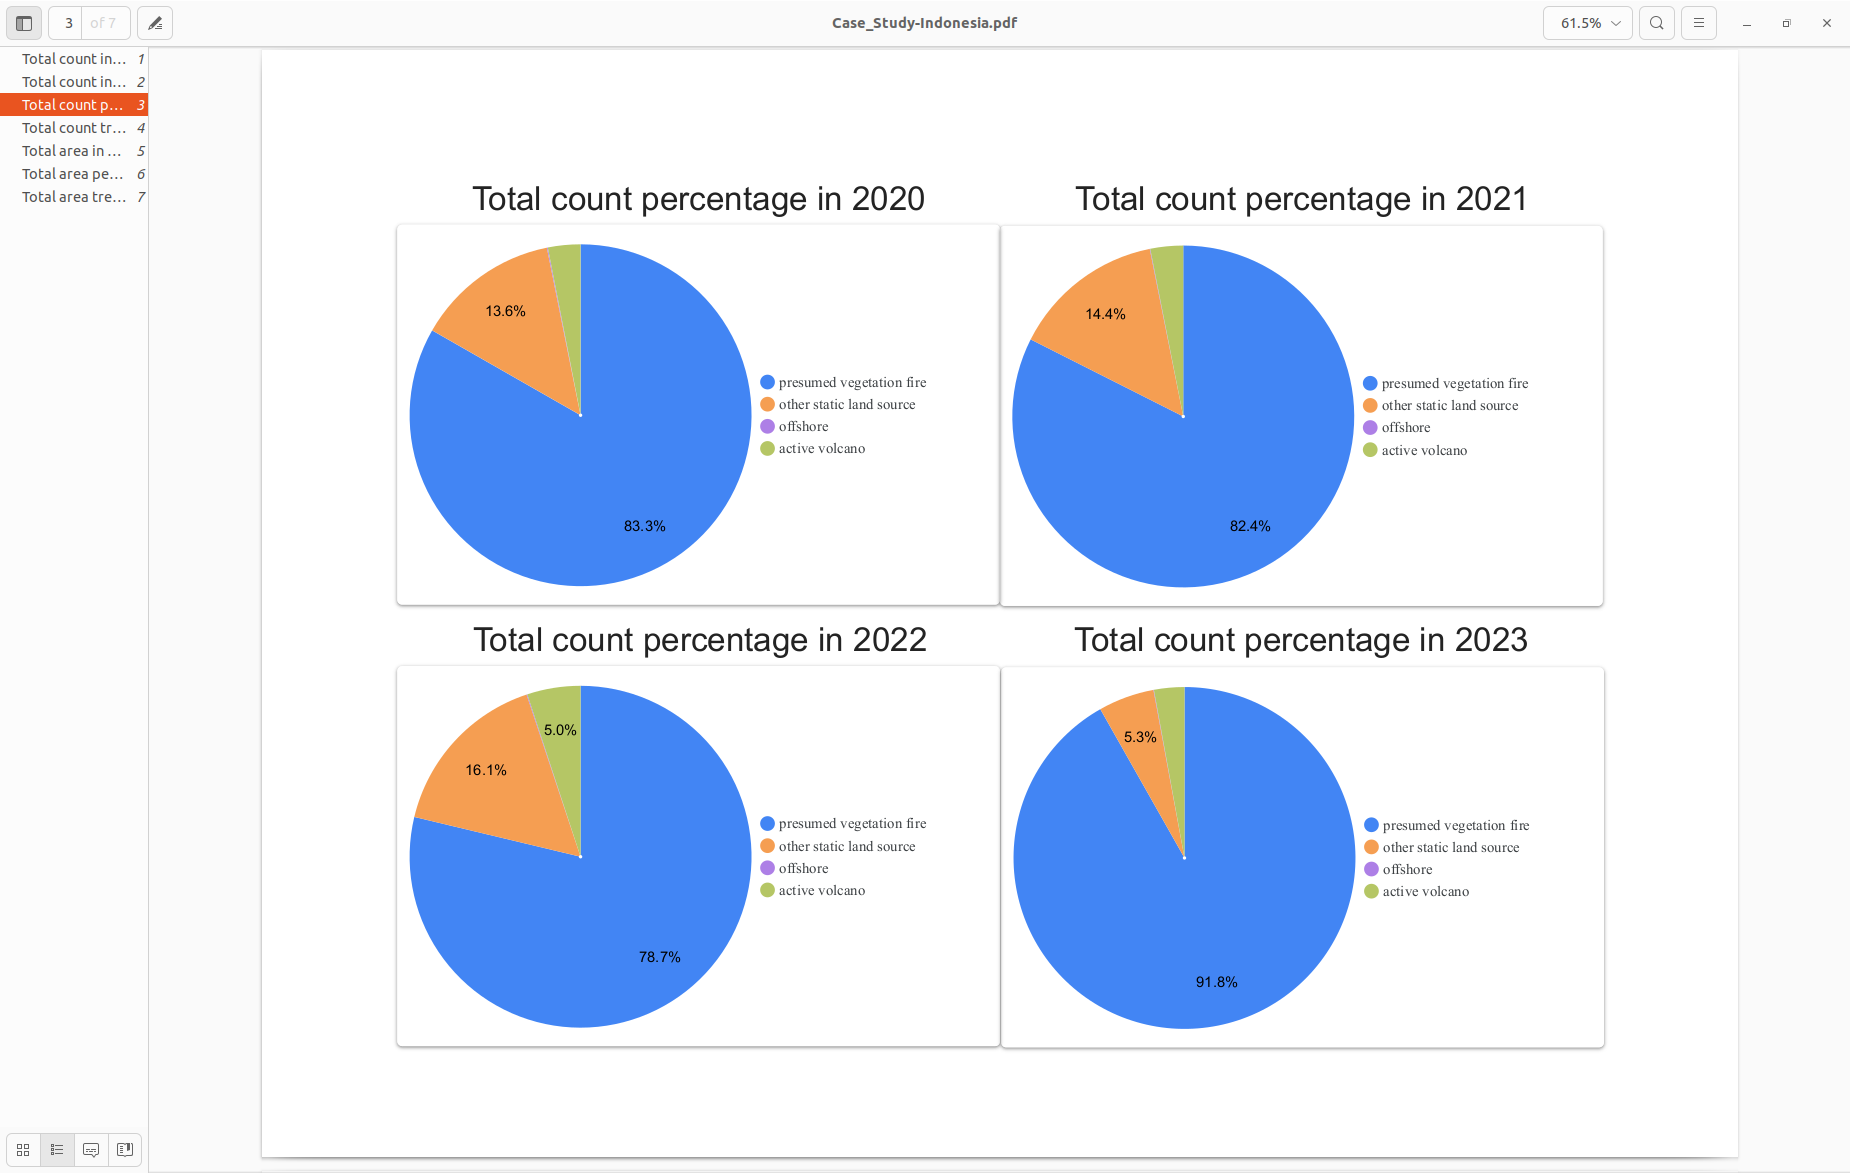 3 of 7
Case_Study-Indonesia.pdf
61.5%
Total count in... 1
Total count in... 2
Total count p... 3
Total count tr... 4
Total area in ... 5
Total area pe... 6
Total area tre... 7
Total count percentage in 2020
13.6%
83.3%
presumed vegetation fire
other static land source
offshore
active volcano
Total count percentage in 2021
14.4%
82.4%
presumed vegetation fire
other static land source
offshore
active volcano
Total count percentage in 2022
5.0%
16.1%
78.7%
presumed vegetation fire
other static land source
offshore
active volcano
Total count percentage in 2023
5.3%
91.8%
presumed vegetation fire
other static land source
offshore
active volcano